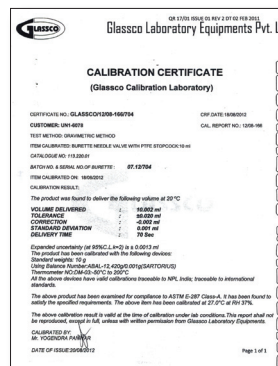 QR 17/01 ISSUE 01 REV 2 DT 02 FEB 2011
GLASSCO
Glassco Laboratory Equipments Pvt. L
CALIBRATION CERTIFICATE
(Glassco Calibration Laboratory)
CERTIFICATE NO.: GLASSCO/12/08-166/704
CRF.DATE:18/08/2012
CUSTOMER: UN1-6078
CAL. REPORT NO.: 12/08-166
TEST METHOD: GRAVIMETRIC METHOD
ITEM CALIBRATED: BURETTE NEEDLE VALVE WITH PTFE STOPCOCK 10 ml
CATALOGUE NO: 113.220.01
BATCH NO. & SERIAL NO.OF BURETTE : 07.12/704
ITEM CALIBRATED ON 18/08/2012
CALIBRATION RESULT:
The product was found to deliver the following volume at 20°C
VOLUME DELIVERED : 10.002 ml
TOLERANCE : ±0.020 ml
CORRECTION : -0.002 ml
STANDARD DEVIATION : 0.001 ml
DELIVERY TIME : 70 Sec
Expended uncertainty (at 95%C.L.k=2) is ± 0.0013 ml
The product has been calibrated with the following devices:
Standard weights: 10 g
Using Balance Number:ABAL-12,420g/0.001g(SARTORIUS)
Thermometer NO:DM-03;-50°C to 200°C
All the above devices have valid calibrations traceable to NPL India; traceable to international
standards.
The above product has been examined for compliance to ASTM E-287 Class-A. It has been found to
satisfy the requirements. The above item has been calibrated at 27.0°C at RH 37%.
The above calibration result is valid at the time of calibration under lab conditions.This report shall not
be reproduced, except in full, unless with written permission from Glassco Laboratory Equipments.
CALIBRATED BY:
Mr. YOGENDRA PARMAR
DATE OF ISSUE:20/08/2012
Page 1 of 1